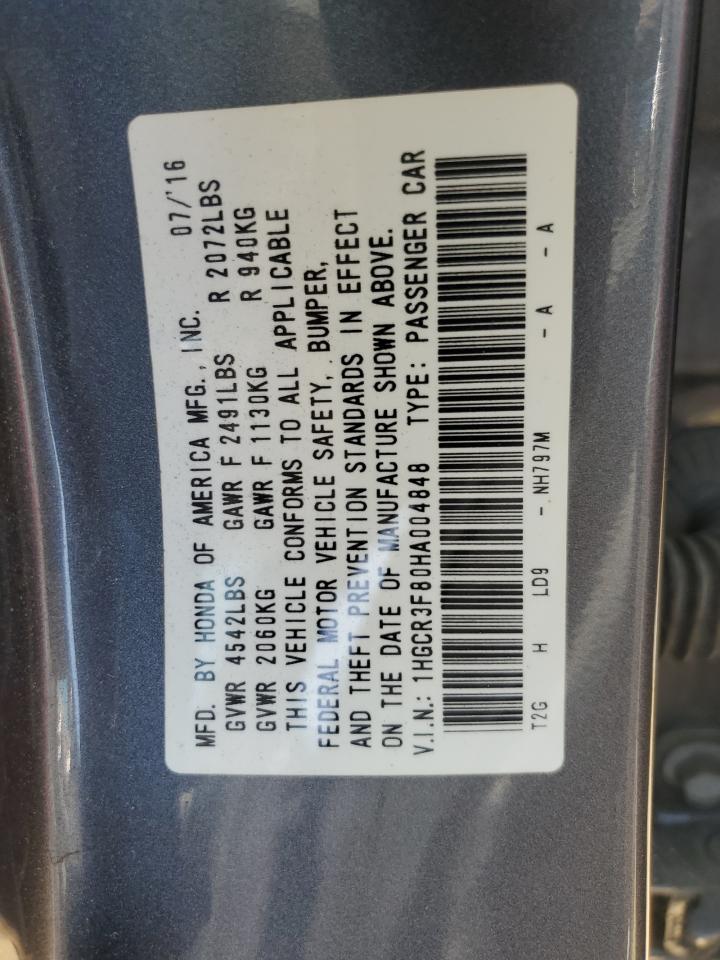 MFD. BY HONDA OF AMERICA MFG., INC. 07/'16
GVWR 4542LBS GAWR F 2491LBS R 2072LBS
GVWR 2060KG GAWR F 1130KG R 940KG
THIS VEHICLE CONFORMS TO ALL APPLICABLE
FEDERAL MOTOR VEHICLE SAFETY, BUMPER,
AND THEFT PREVENTION STANDARDS IN EFFECT
ON THE DATE OF MANUFACTURE SHOWN ABOVE.
V.I.N.: 1HGCR3F80HA004848 TYPE: PASSENGER CAR
T2G H LD9 - NH797M - A - A